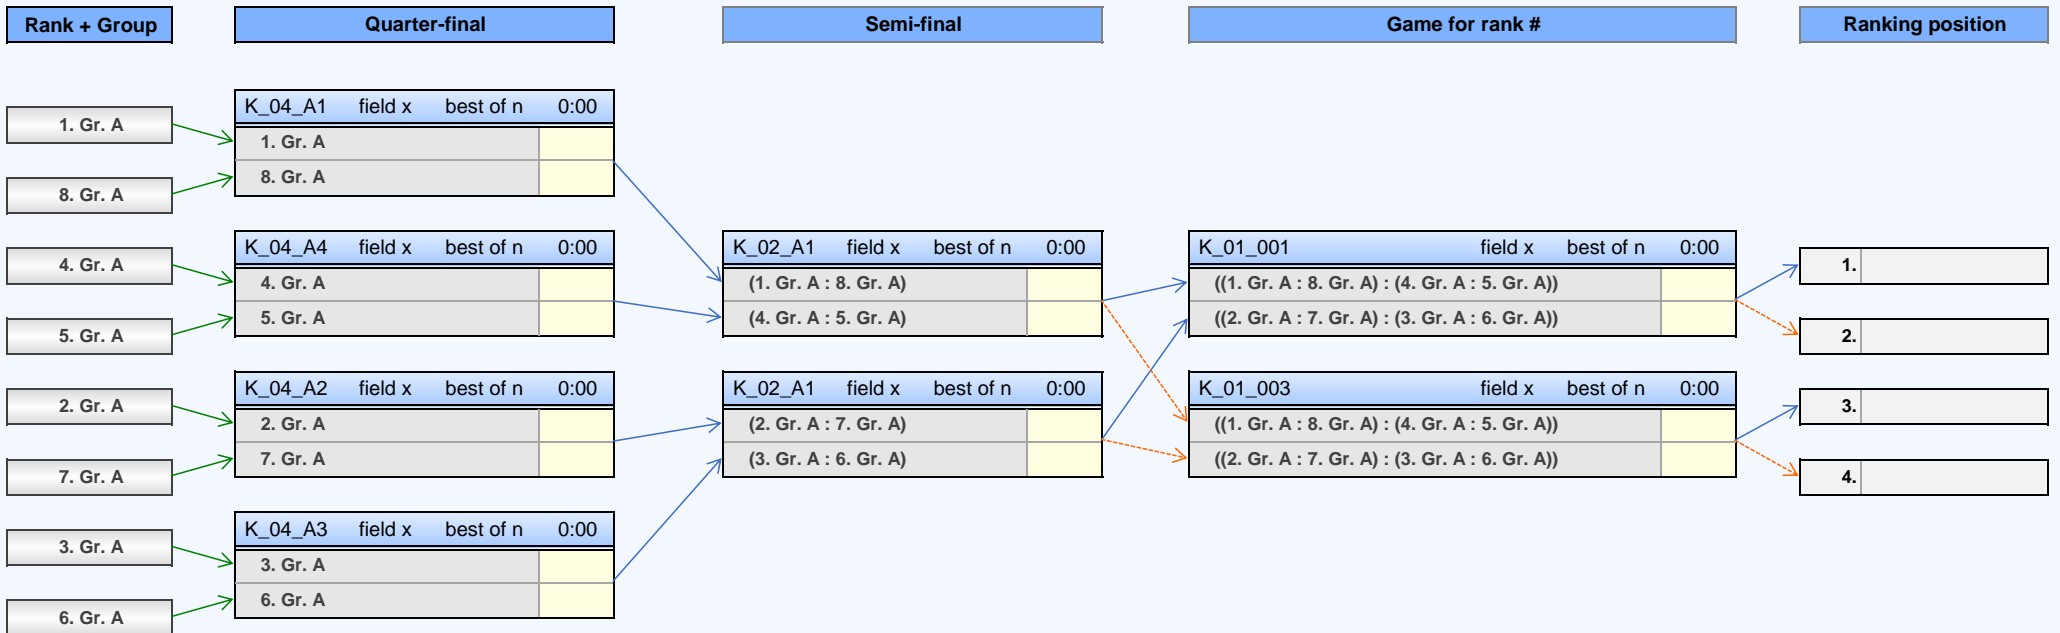 Rank + Group Quarter-final Semi-final Game for rank # Ranking position
K_04_A1 field x best of n 0:00
1. Gr. A
1. Gr. A
8. Gr. A
8. Gr. A
K_04_A4 field x best of n 0:00 K_02_A1 field x best of n 0:00 K_01_001 field x best of n 0:00
4. Gr. A 1.
4. Gr. A (1. Gr. A : 8. Gr. A) ((1. Gr. A : 8. Gr. A) : (4. Gr. A : 5. Gr. A))
5. Gr. A (4. Gr. A : 5. Gr. A) ((2. Gr. A : 7. Gr. A) : (3. Gr. A : 6. Gr. A))
5. Gr. A 2.
K_04_A2 field x best of n 0:00 K_02_A1 field x best of n 0:00 K_01_003 field x best of n 0:00
2. Gr. A 3.
2. Gr. A (2. Gr. A : 7. Gr. A) ((1. Gr. A : 8. Gr. A) : (4. Gr. A : 5. Gr. A))
7. Gr. A (3. Gr. A : 6. Gr. A) ((2. Gr. A : 7. Gr. A) : (3. Gr. A : 6. Gr. A))
7. Gr. A 4.
K_04_A3 field x best of n 0:00
3. Gr. A
3. Gr. A
6. Gr. A
6. Gr. A